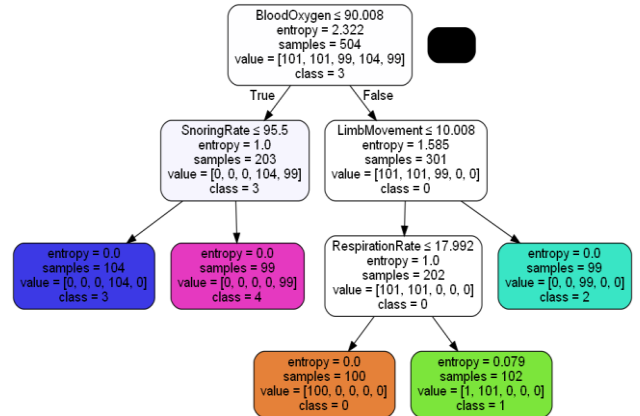 BloodOxygen ≤ 90.008
entropy = 2.322
samples = 504
value = [101, 101, 99, 104, 99]
class = 3
True
False
SnoringRate ≤ 95.5
entropy = 1.0
samples = 203
value = [0, 0, 0, 104, 99]
class = 3
LimbMovement ≤ 10.008
entropy = 1.585
samples = 301
value = [101, 101, 99, 0, 0]
class = 0
entropy = 0.0
samples = 104
value = [0, 0, 0, 104, 0]
class = 3
entropy = 0.0
samples = 99
value = [0, 0, 0, 0, 99]
class = 4
RespirationRate ≤ 17.992
entropy = 1.0
samples = 202
value = [101, 101, 0, 0, 0]
class = 0
entropy = 0.0
samples = 99
value = [0, 0, 99, 0, 0]
class = 2
entropy = 0.0
samples = 100
value = [100, 0, 0, 0, 0]
class = 0
entropy = 0.079
samples = 102
value = [1, 101, 0, 0, 0]
class = 1